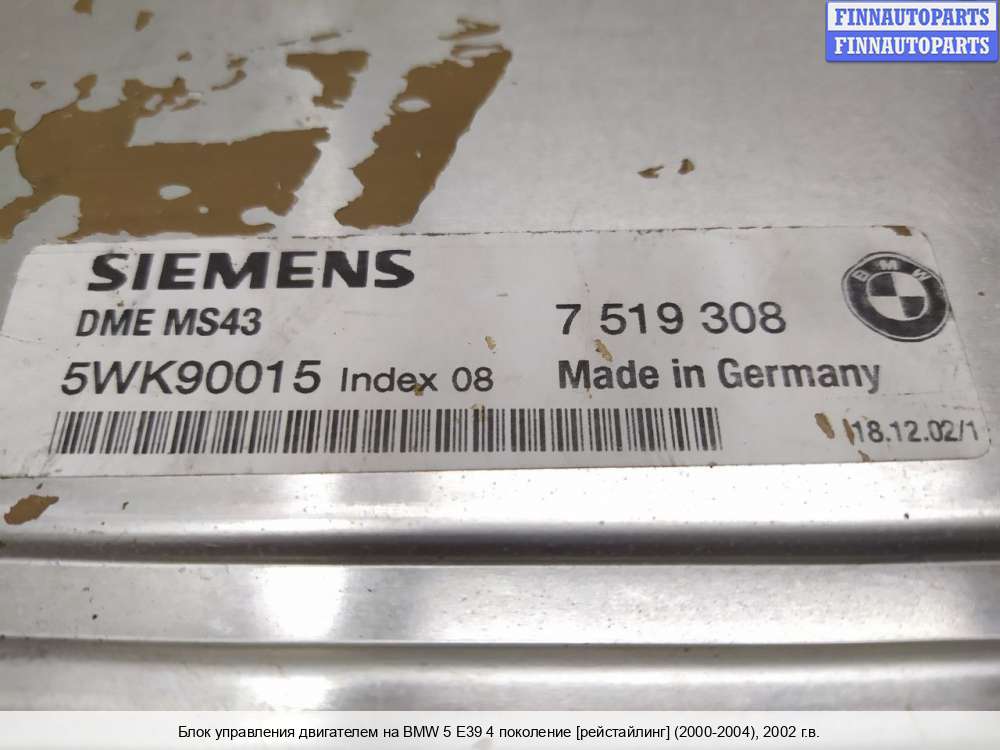 FINNAUTOPARTS
FINNAUTOPARTS
SIEMENS
DME MS43
7 519 308
BMW
5WK90015 Index 08
Made in Germany
18.12.02/1
Блок управления двигателем на BMW 5 E39 4 поколение [рейстайлинг] (2000-2004), 2002 г.в.